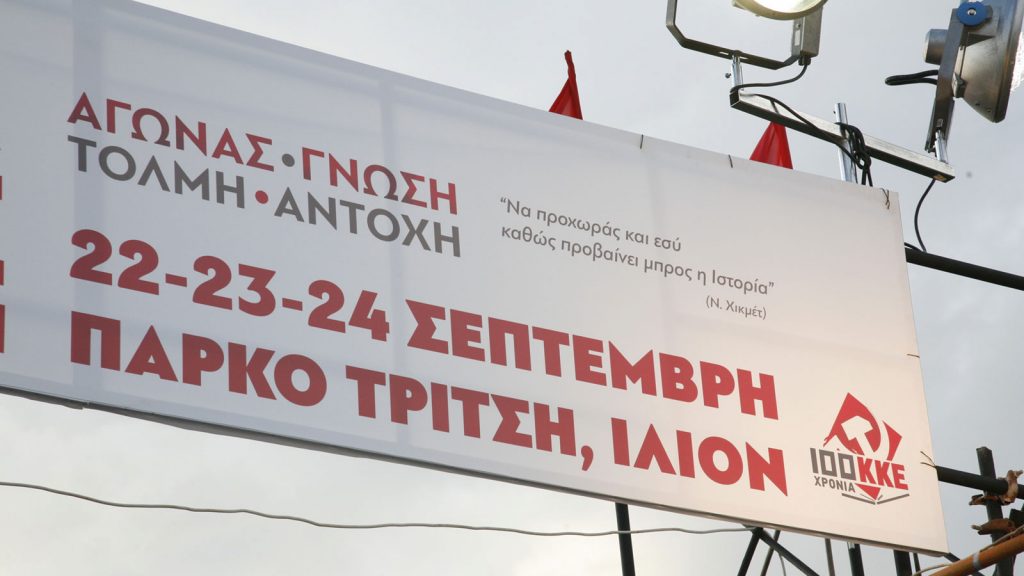 ΑΓΩΝΑΣ • ΓΝΩΣΗ
ΤΟΛΜΗ • ΑΝΤΟΧΗ
“Να προχωράς και εσύ
καθώς προβαίνει μπρος η Ιστορία”
(Ν. Χικμέτ)
22-23-24 ΣΕΠΤΕΜΒΡΗ
ΠΑΡΚΟ ΤΡΙΤΣΗ, ΙΛΙΟΝ
100 ΚΚΕ
ΧΡΟΝΙΑ